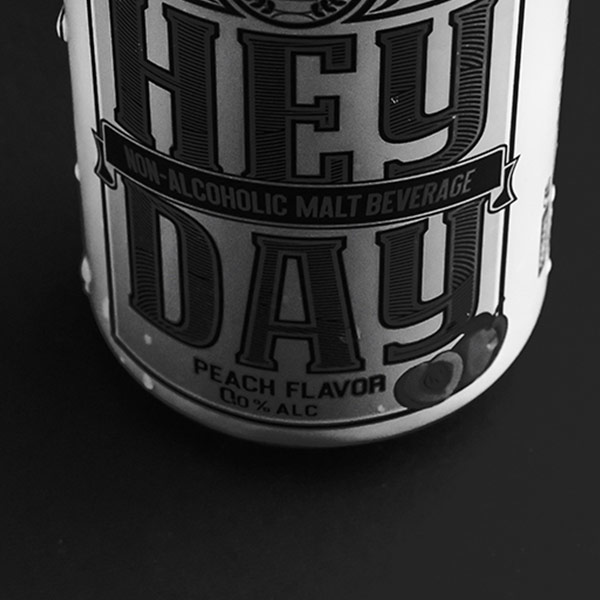 HEY
NON-ALCOHOLIC MALT BEVERAGE
DAY
PEACH FLAVOR
0.0% ALC